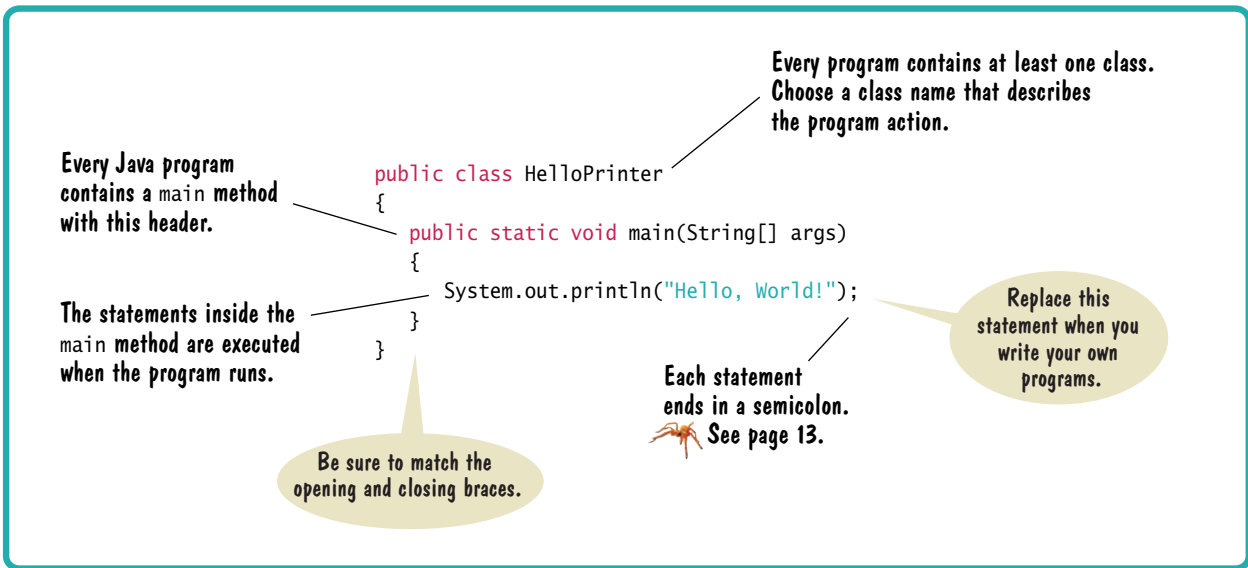 Every program contains at least one class.
Choose a class name that describes
the program action.
Every Java program
contains a main method
with this header.
public class HelloPrinter
{
public static void main(String[] args)
{
System.out.println("Hello, World!");
}
}
The statements inside the
main method are executed
when the program runs.
Replace this
statement when you
write your own
programs.
Each statement
ends in a semicolon.
See page 13.
Be sure to match the
opening and closing braces.